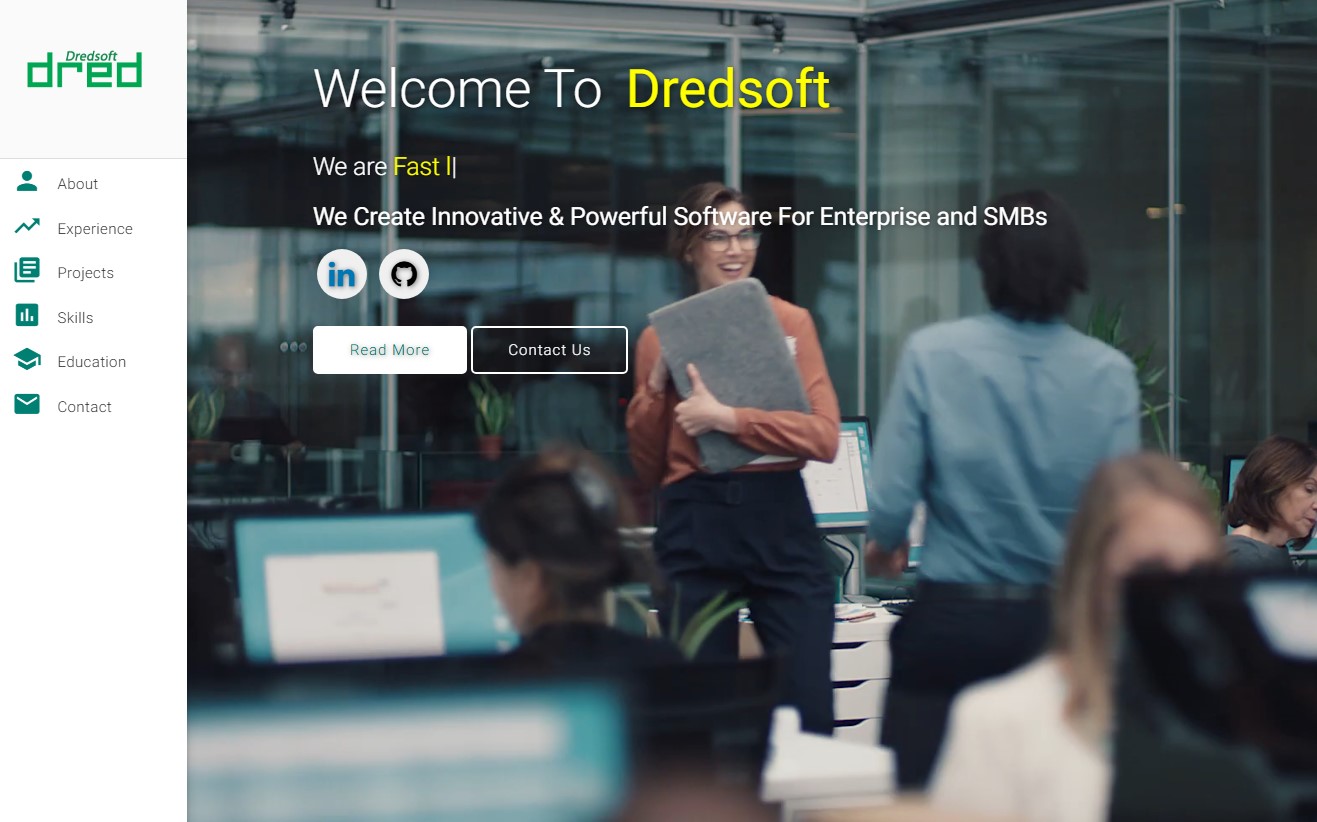 Dredsoft
dred
About
Experience
Projects
Skills
Education
Contact
Welcome To Dredsoft
We are Fast l|
We Create Innovative & Powerful Software For Enterprise and SMBs
in
Read More
Contact Us